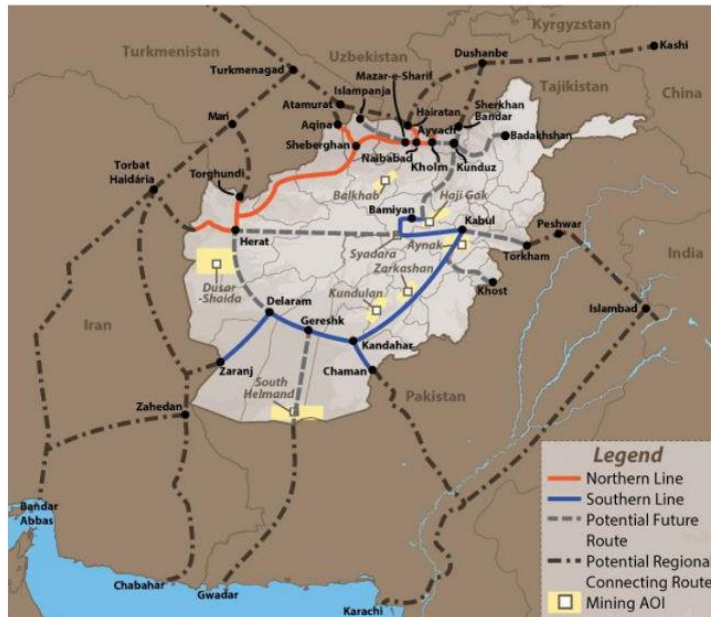 Kyrgyzstan
Turkmenistan
Uzbekistan
Dushanbe
Kashi
Mazar-e-Sharif
Turkmenagad
Islampanja
Tajikistan
China
Atamurat
Hairatan
Sherkhan
Bandar
Aqina
Ayvach
Mari
Badakhshan
Sheberghan
Naibabad
Kholm
Kunduz
Torbat
Haldária
Torghundi
Balkhab
Haji Gak
Bamiyan
Kabul
Peshwar
Herat
Syadara
Aynak
Torkham
India
Zarkashan
Dusar
-Shaida
Kundulan
Khost
Delaram
Islambad
Iran
Gereshk
Kandahar
Zaranj
Chaman
South
Helmand
Pakistan
Zahedan
Legend
Northern Line
Southern Line
Potential Future
Route
Potential Regional
Connecting Route
Mining AOI
Bandar
Abbas
Chabahar
Gwadar
Karachi